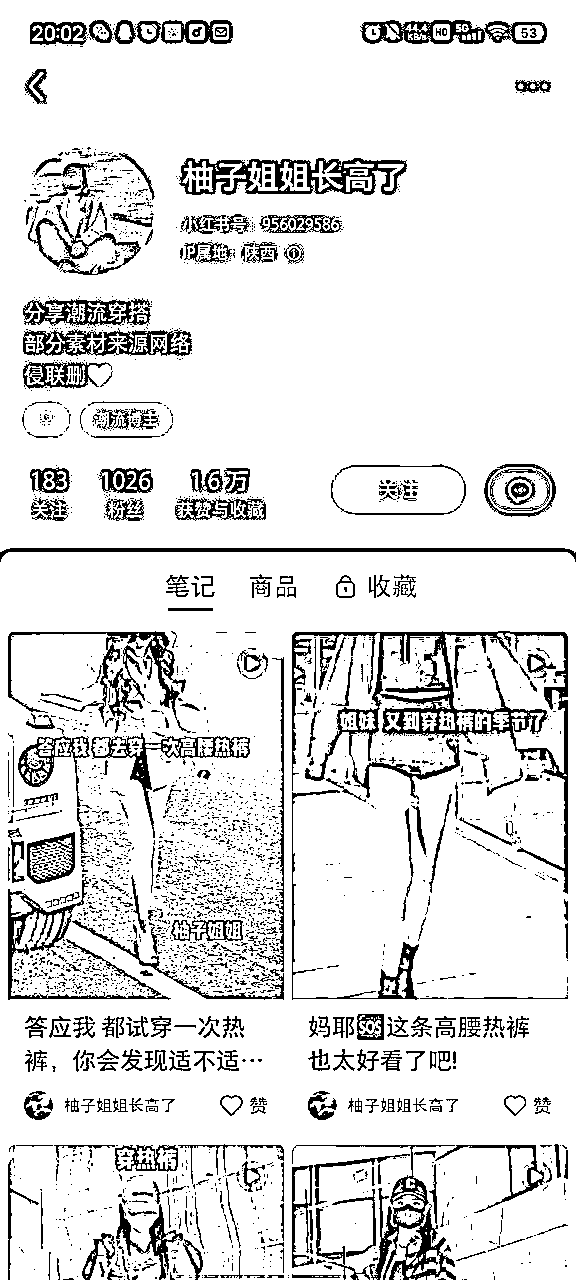 20:02
HD
5G
53
柚子姐姐长高了
小红书号：956029586
IP属地：陕西
分享潮流穿搭
部分素材来源网络
侵联删
潮流博主
183 1026 1.6万
关注 粉丝 获赞与收藏
关注
笔记 商品 收藏
答应我 都去穿一次高腰热裤
柚子姐姐
姐妹 又到穿热裤的季节了
答应我 都试穿一次热
裤，你会发现适不适…
柚子姐姐长高了 赞
妈耶SOS这条高腰热裤
也太好看了吧!
柚子姐姐长高了 赞
穿热裤